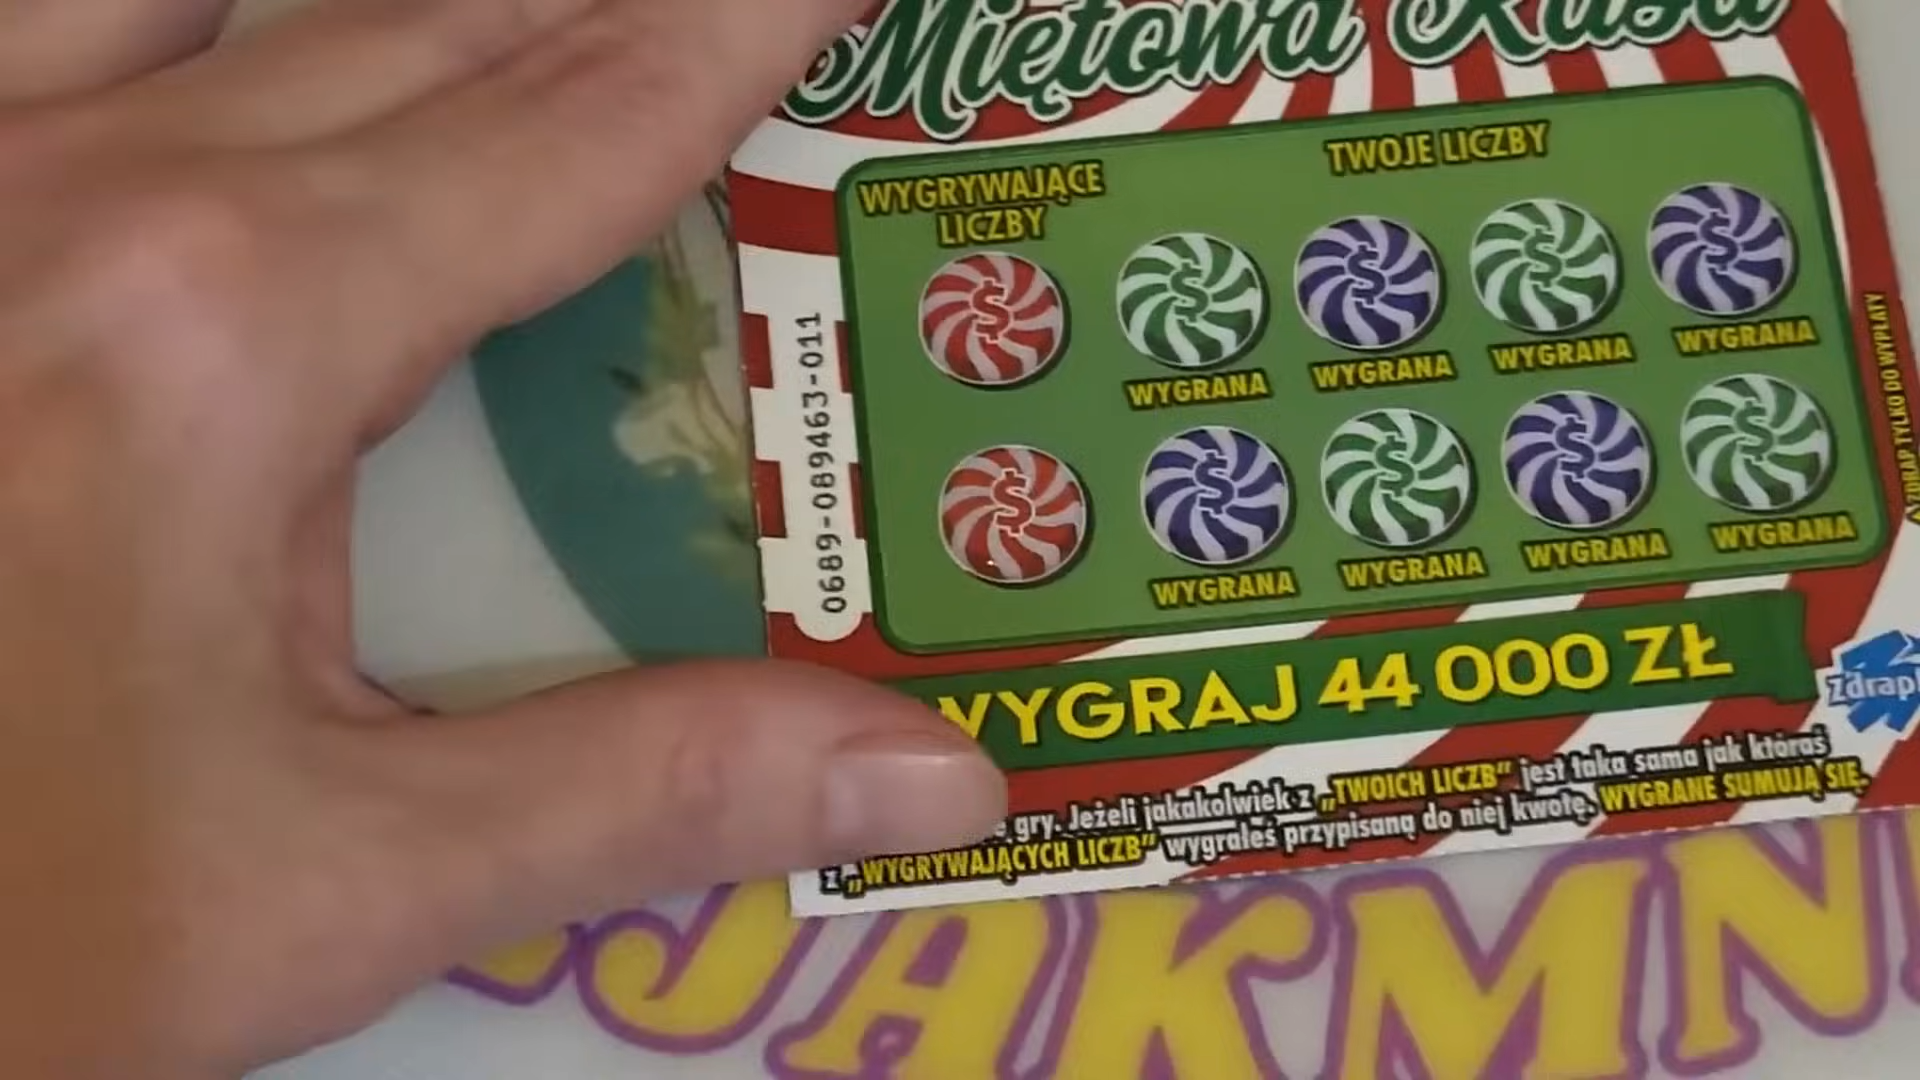 Miętowa Kasa
TWOJE LICZBY
WYGRYWAJĄCE
LICZBY
WYGRANA WYGRANA WYGRANA WYGRANA
WYGRANA WYGRANA WYGRANA WYGRANA
0689-089463-011
ZDRAP TYLKO DO WYPŁATY
WYGRAJ 44 000 ZŁ
gry. Jeżeli jakakolwiek z „TWOICH LICZB” jest taka sama jak któraś
z „WYGRYWAJĄCYCH LICZB” wygrałeś przypisaną do niej kwotę. WYGRANE SUMUJĄ SIĘ.
JAKMN